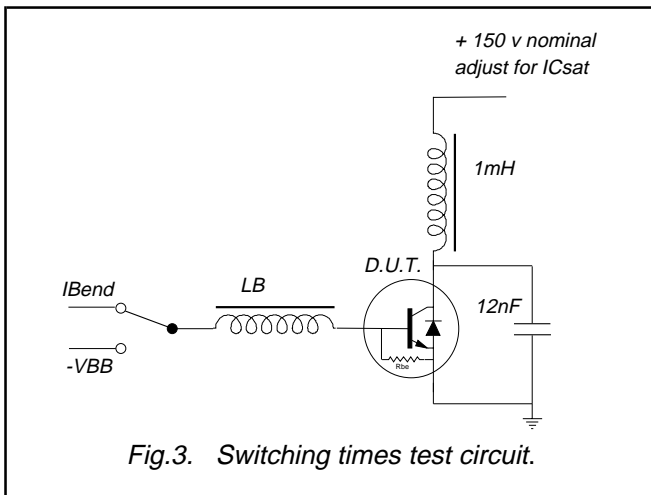 + 150 v nominal
adjust for ICsat
1mH
D.U.T.
LB
IBend
12nF
-VBB
Rbe
Fig.3. Switching times test circuit.